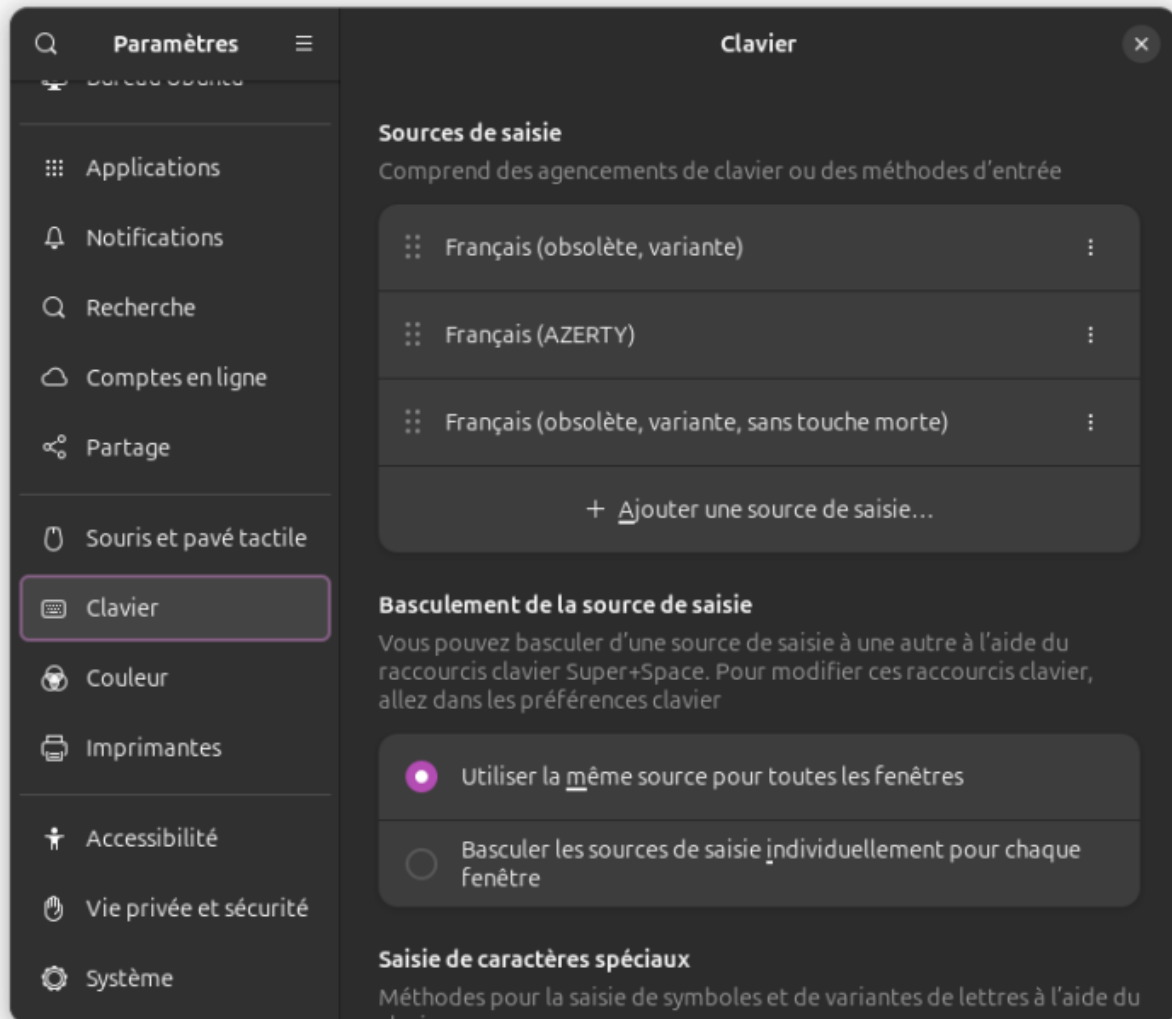 Paramètres
Applications
Notifications
Recherche
Comptes en ligne
Partage
Souris et pavé tactile
Clavier
Couleur
Imprimantes
Accessibilité
Vie privée et sécurité
Système
Clavier
Sources de saisie
Comprend des agencements de clavier ou des méthodes d'entrée
Français (obsolète, variante)
Français (AZERTY)
Français (obsolète, variante, sans touche morte)
+ Ajouter une source de saisie…
Basculement de la source de saisie
Vous pouvez basculer d'une source de saisie à une autre à l'aide du
raccourcis clavier Super+Space. Pour modifier ces raccourcis clavier,
allez dans les préférences clavier
Utiliser la même source pour toutes les fenêtres
Basculer les sources de saisie individuellement pour chaque
fenêtre
Saisie de caractères spéciaux
Méthodes pour la saisie de symboles et de variantes de lettres à l'aide du